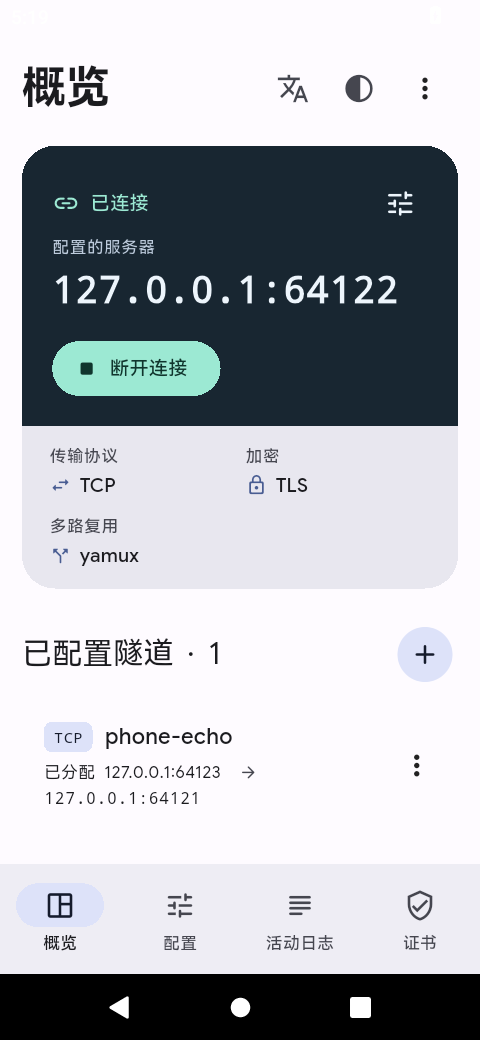 概览
已连接
配置的服务器
127.0.0.1:64122
断开连接
传输协议
加密
TCP
TLS
多路复用
yamux
已配置隧道 · 1
TCP phone-echo
已分配 127.0.0.1:64123 →
127.0.0.1:64121
概览
配置
活动日志
证书